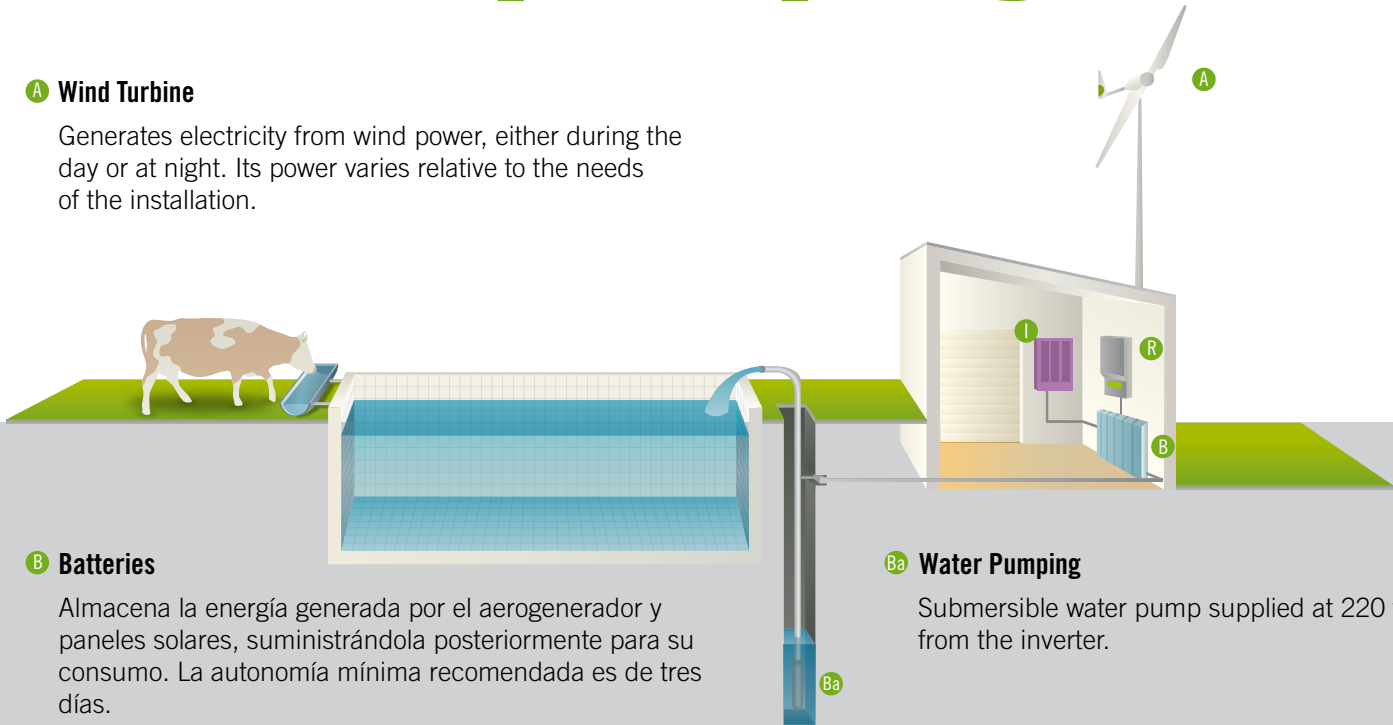 A Wind Turbine
Generates electricity from wind power, either during the
day or at night. Its power varies relative to the needs
of the installation.
A
I
R
B
B Batteries
Almacena la energía generada por el aerogenerador y
paneles solares, suministrándola posteriormente para su
consumo. La autonomía mínima recomendada es de tres
días.
Ba Water Pumping
Submersible water pump supplied at 220
from the inverter.
Ba